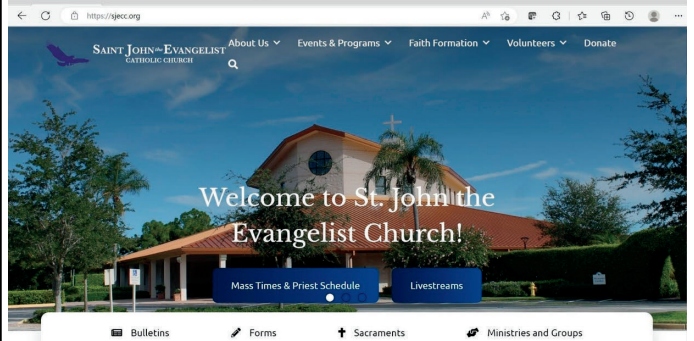 https://sjecc.org
SAINT JOHN the EVANGELIST
CATHOLIC CHURCH
About Us
Events & Programs
Faith Formation
Volunteers
Donate
Welcome to St. John the
Evangelist Church!
Mass Times & Priest Schedule
Livestreams
Bulletins
Forms
Sacraments
Ministries and Groups